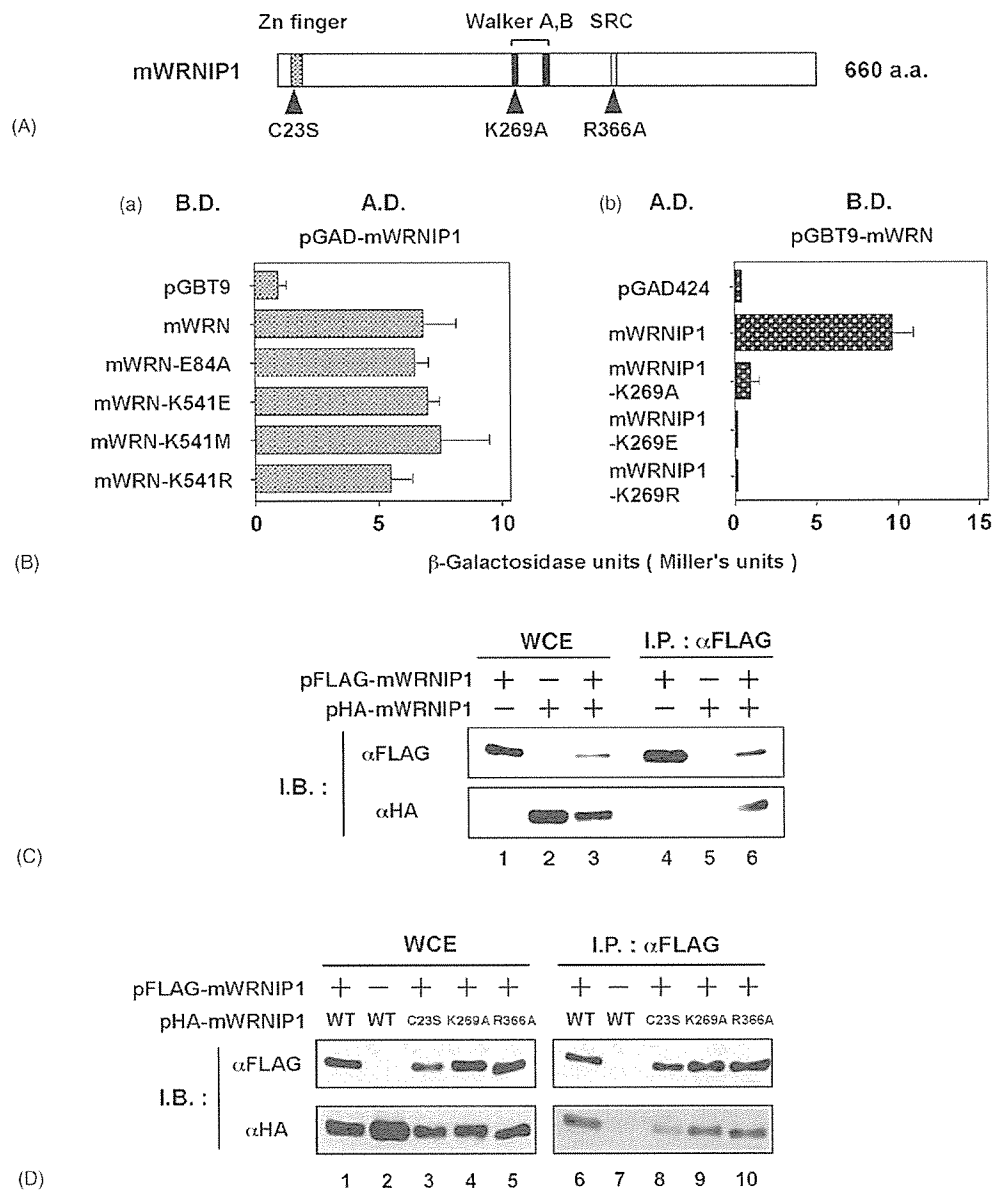 Zn finger Walker A,B SRC
mWRNIP1 660 a.a.
(A) C23S K269A R366A
(a) B.D. A.D.
pGAD-mWRNIP1
pGBT9
mWRN
mWRN-E84A
mWRN-K541E
mWRN-K541M
mWRN-K541R
0 5 10
(b) A.D. B.D.
pGBT9-mWRN
pGAD424
mWRNIP1
mWRNIP1
-K269A
mWRNIP1
-K269E
mWRNIP1
-K269R
0 5 10 15
(B)
β-Galactosidase units ( Miller's units )
WCE I.P. : αFLAG
pFLAG-mWRNIP1 + − + + − +
pHA-mWRNIP1 − + + − + +
αFLAG
I.B. :
αHA
(C) 1 2 3 4 5 6
WCE I.P. : αFLAG
pFLAG-mWRNIP1 + − + + + + − + + +
pHA-mWRNIP1 WT WT C23S K269A R366A WT WT C23S K269A R366A
αFLAG
I.B. :
αHA
(D) 1 2 3 4 5 6 7 8 9 10